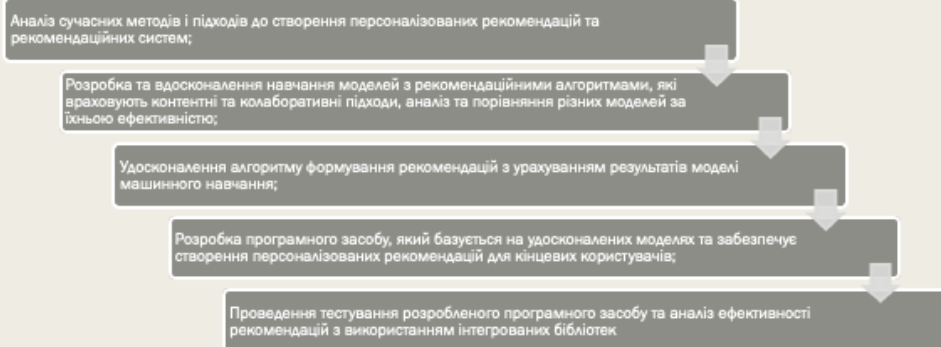 Аналіз сучасних методів і підходів до створення персоналізованих рекомендацій та
рекомендаційних систем;
Розробка та вдосконалення навчання моделей з рекомендаційними алгоритмами, які
враховують контентні та колаборативні підходи, аналіз та порівняння різних моделей за
їхньою ефективністю;
Удосконалення алгоритму формування рекомендацій з урахуванням результатів моделі
машинного навчання;
Розробка програмного засобу, який базується на удосконалених моделях та забезпечує
створення персоналізованих рекомендацій для кінцевих користувачів;
Проведення тестування розробленого програмного засобу та аналіз ефективності
рекомендацій з використанням інтегрованих бібліотек